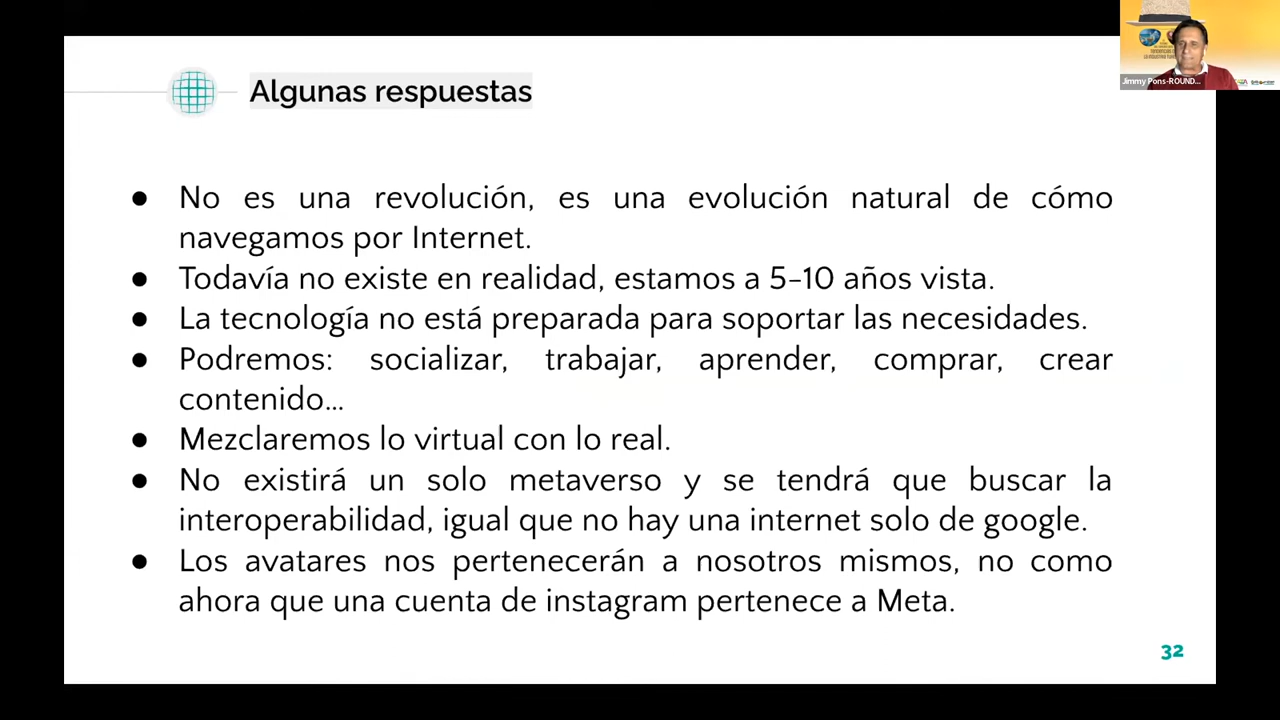 Algunas respuestas
● No es una revolución, es una evolución natural de cómo
navegamos por Internet.
● Todavía no existe en realidad, estamos a 5-10 años vista.
● La tecnología no está preparada para soportar las necesidades.
● Podremos: socializar, trabajar, aprender, comprar, crear
contenido...
● Mezclaremos lo virtual con lo real.
● No existirá un solo metaverso y se tendrá que buscar la
interoperabilidad, igual que no hay una internet solo de google.
● Los avatares nos pertenecerán a nosotros mismos, no como
ahora que una cuenta de instagram pertenece a Meta.
32
Jimmy Pons-ROUND...